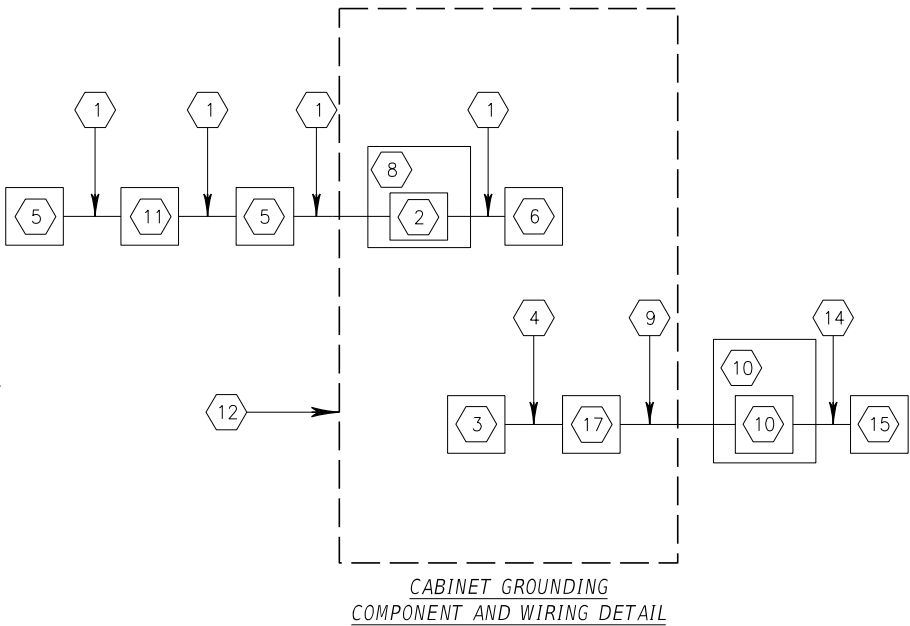 1 1 1 1
8
5 11 5 2 6
4 9 14
10
12
3 17 10 15
CABINET GROUNDING
COMPONENT AND WIRING DETAIL